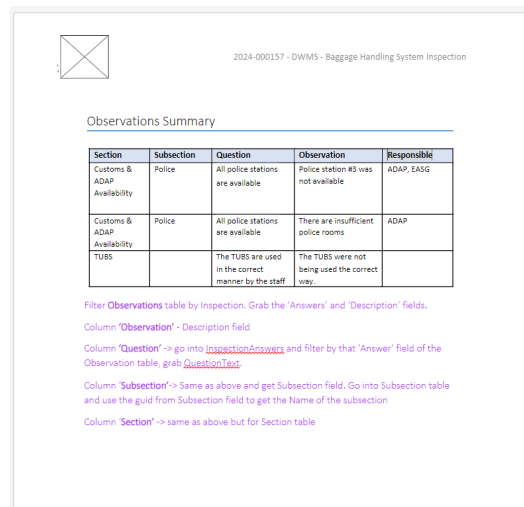 2024-000157 - DWMS - Baggage Handling System Inspection
Observations Summary
Section Subsection Question Observation Responsible
Customs & ADAP Availability Police All police stations are available Police station #3 was not available ADAP, EASG
Customs & ADAP Availability Police All police stations are available There are insufficient police rooms ADAP
TUBS The TUBS are used in the correct manner by the staff The TUBS were not being used the correct way.
Filter Observations table by Inspection. Grab the ‘Answers’ and ‘Description’ fields.
Column ‘Observation’ - Description field
Column ‘Question’ -> go into InspectionAnswers and filter by that ‘Answer’ field of the
Observation table, grab QuestionText.
Column ‘Subsection’-> Same as above and get Subsection field. Go into Subsection table
and use the guid from Subsection field to get the Name of the subsection
Column ‘Section’ -> same as above but for Section table